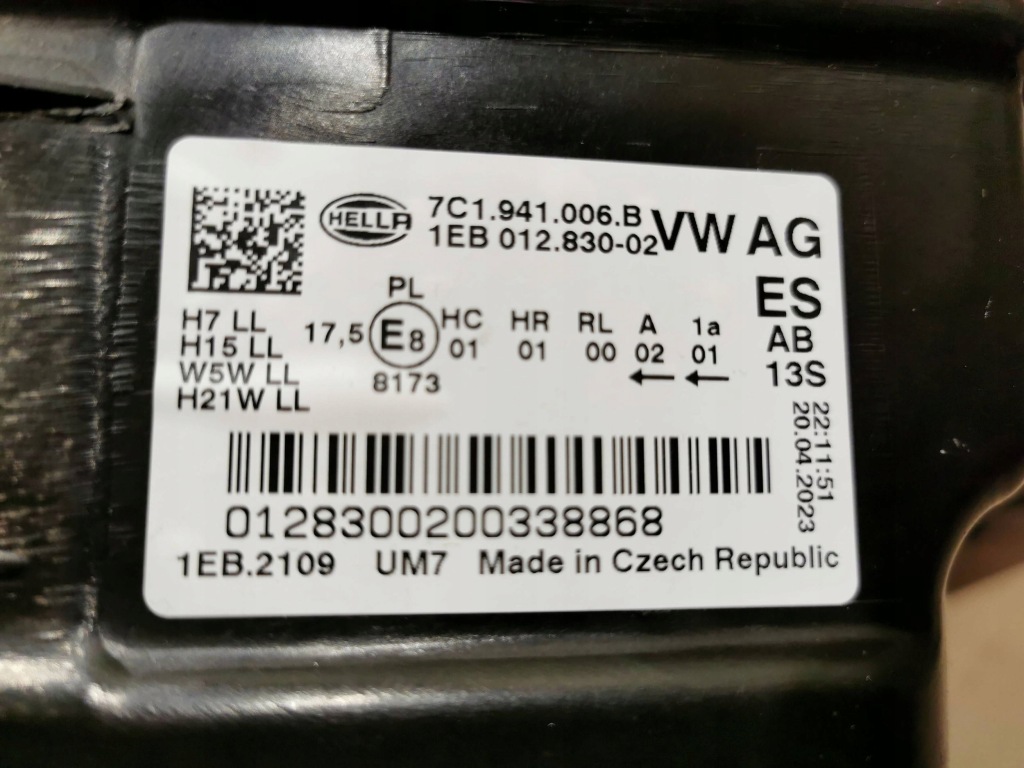 HELLA
7C1.941.006.B
1EB 012.830-02
VW AG
ES
AB
13S
PL
H7 LL
H15 LL
W5W LL
H21W LL
17,5 E8 HC HR RL A 1a
01 01 00 02 01
← ←
8173
22:11:51
20.04.2023
0128300200338868
1EB.2109 UM7 Made in Czech Republic